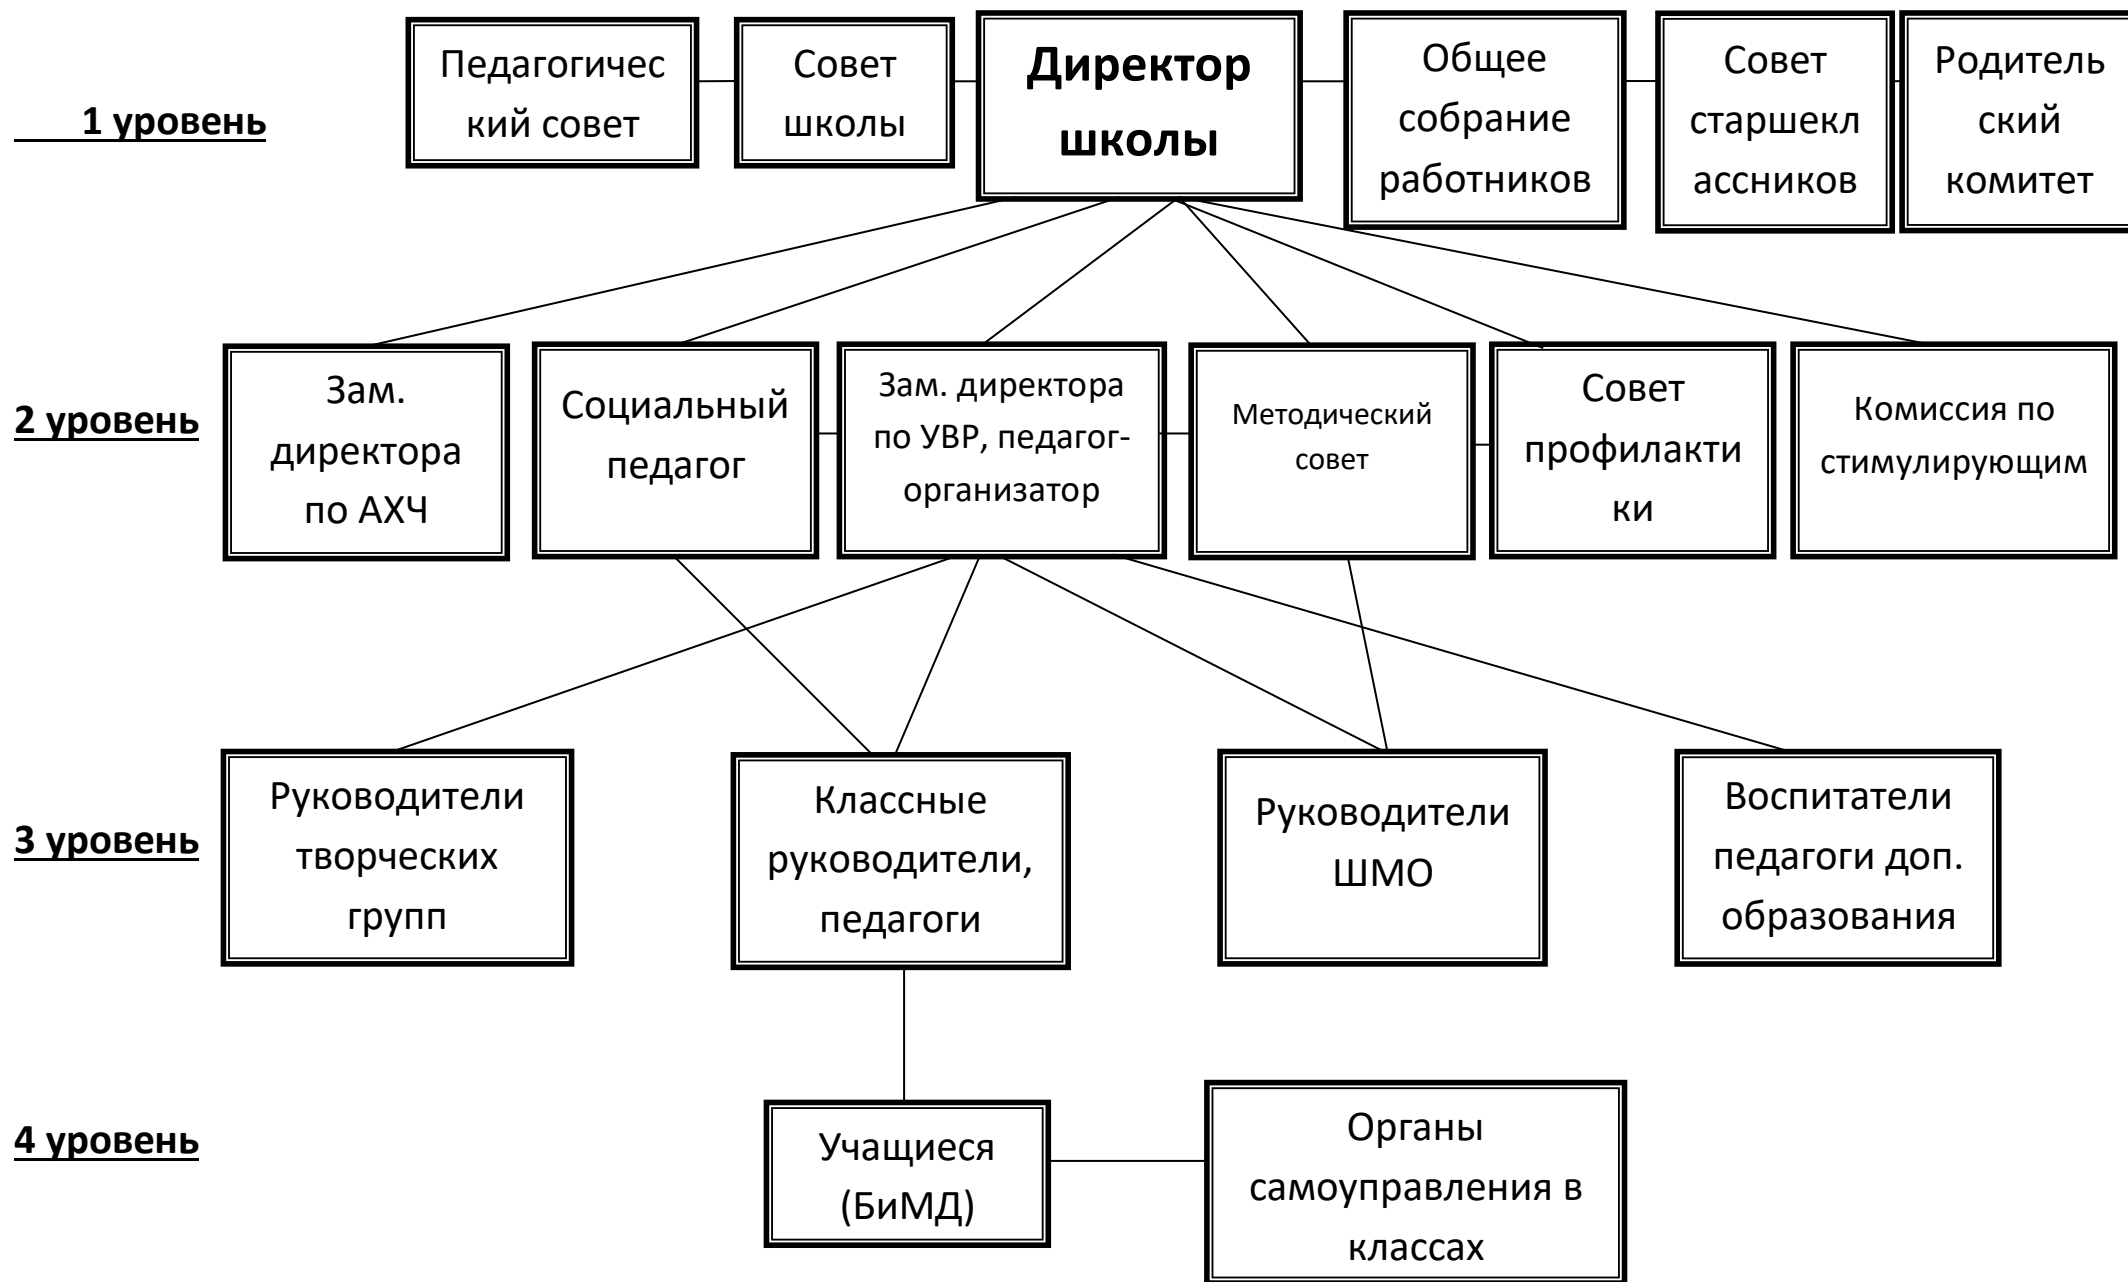 1 уровень
Педагогичес
кий совет
Совет
школы
Директор
школы
Общее
собрание
работников
Совет
старшекл
ассников
Родитель
ский
комитет
2 уровень
Зам.
директора
по АХЧ
Социальный
педагог
Зам. директора
по УВР, педагог-
организатор
Методический
совет
Совет
профилакти
ки
Комиссия по
стимулирующим
3 уровень
Руководители
творческих
групп
Классные
руководители,
педагоги
Руководители
ШМО
Воспитатели
педагоги доп.
образования
4 уровень
Учащиеся
(БиМД)
Органы
самоуправления в
классах